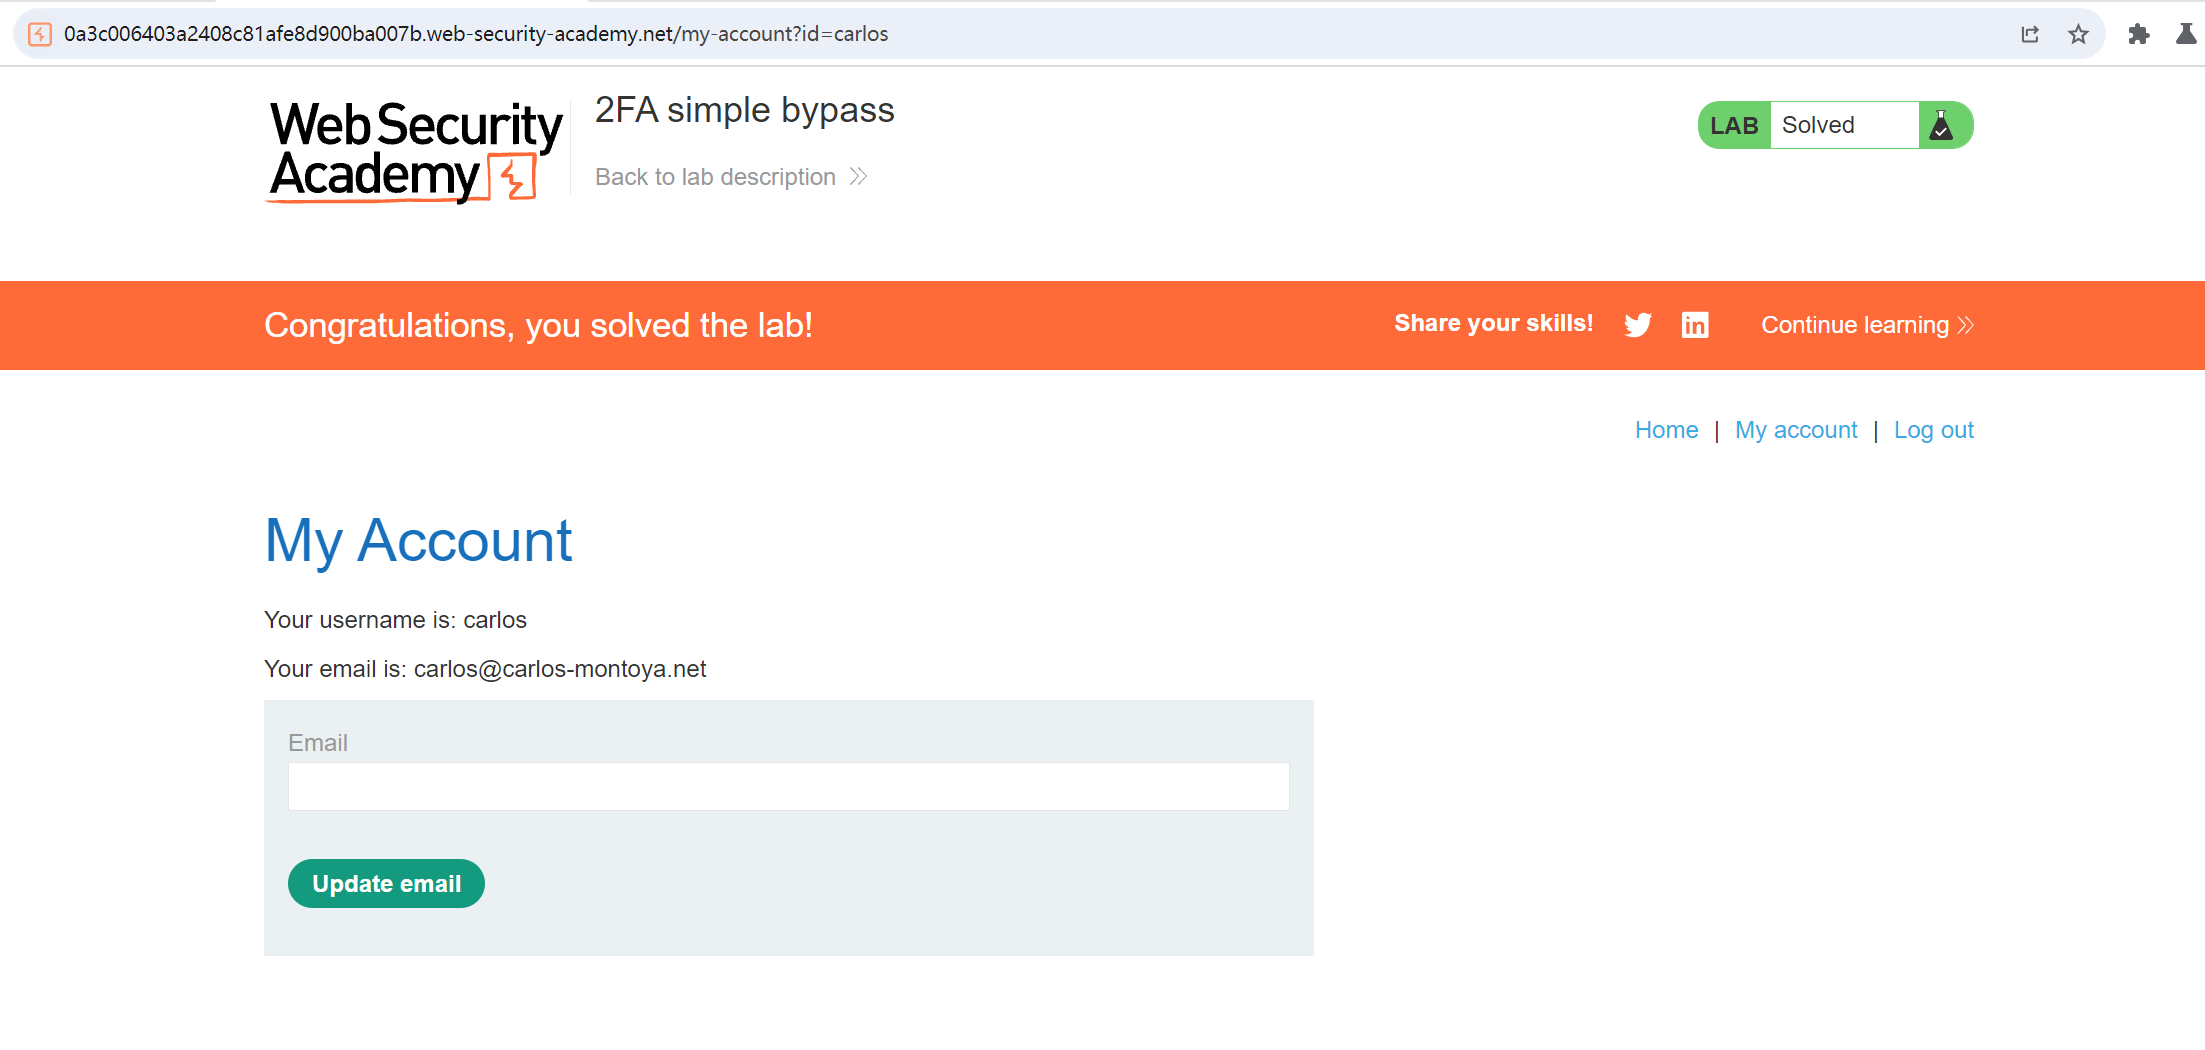 0a3c006403a2408c81afe8d900ba007b.web-security-academy.net/my-account?id=carlos
Web Security
Academy
2FA simple bypass
Back to lab description
LAB Solved
Congratulations, you solved the lab!
Share your skills!
Continue learning
Home | My account | Log out
My Account
Your username is: carlos
Your email is: carlos@carlos-montoya.net
Email
Update email